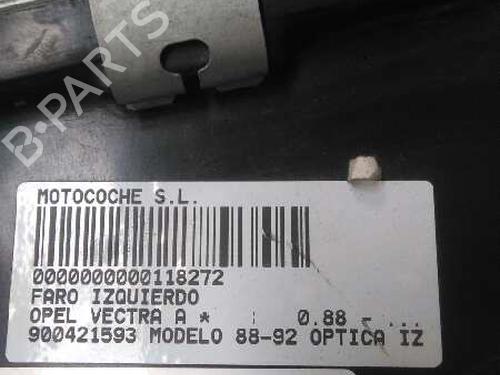 B-PARTS
MOTOCOCHE S.L.
0000000000118272
FARO IZQUIERDO
OPEL VECTRA A * : 0.88 - ...
900421593 MODELO 88-92 OPTICA IZ